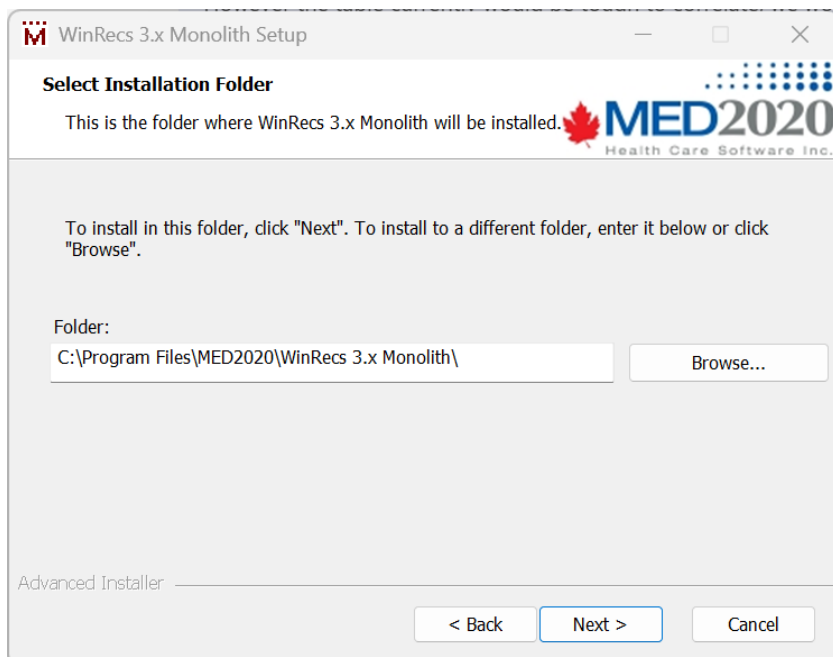 WinRecs 3.x Monolith Setup
Select Installation Folder
This is the folder where WinRecs 3.x Monolith will be installed.
MED2020
Health Care Software Inc.
To install in this folder, click "Next". To install to a different folder, enter it below or click
"Browse".
Folder:
C:\Program Files\MED2020\WinRecs 3.x Monolith\
Browse...
Advanced Installer
< Back
Next >
Cancel